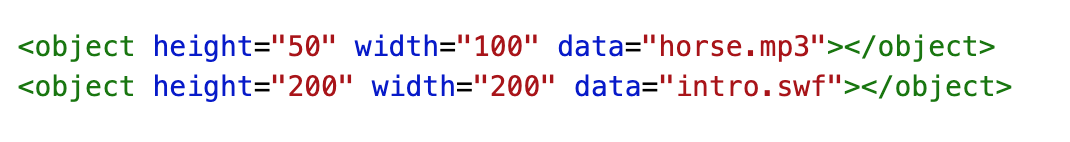 <object height="50" width="100" data="horse.mp3"></object>
<object height="200" width="200" data="intro.swf"></object>